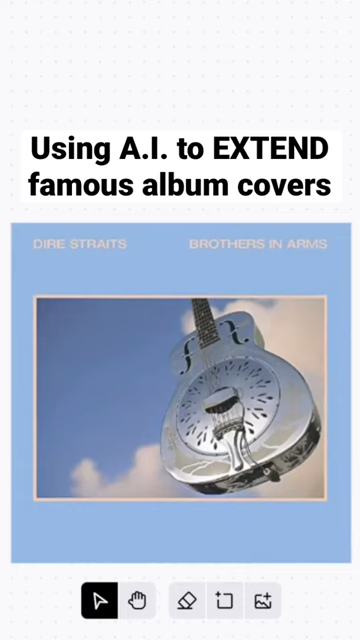 Using A.I. to EXTEND
famous album covers
DIRE STRAITS BROTHERS IN ARMS